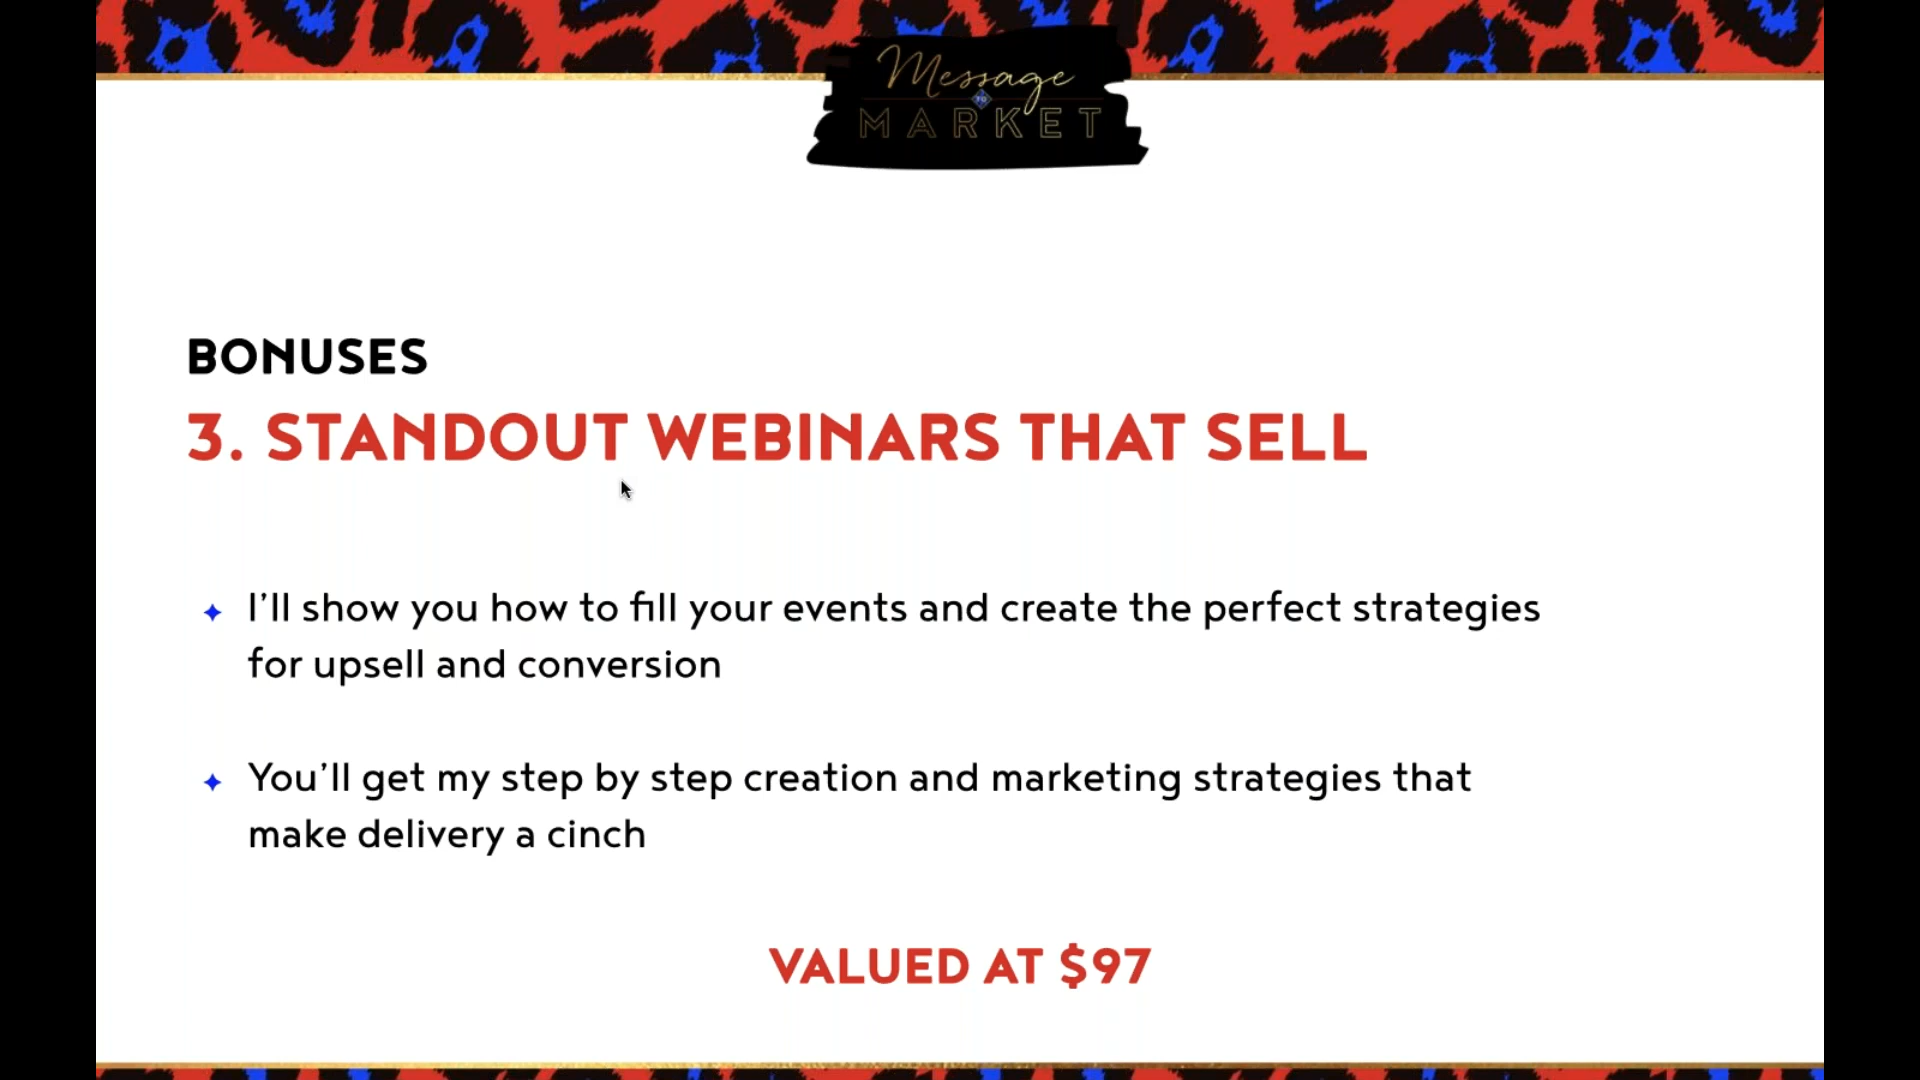 Message
TO
MARKET
BONUSES
3. STANDOUT WEBINARS THAT SELL
I'll show you how to fill your events and create the perfect strategies
for upsell and conversion
You'll get my step by step creation and marketing strategies that
make delivery a cinch
VALUED AT $97